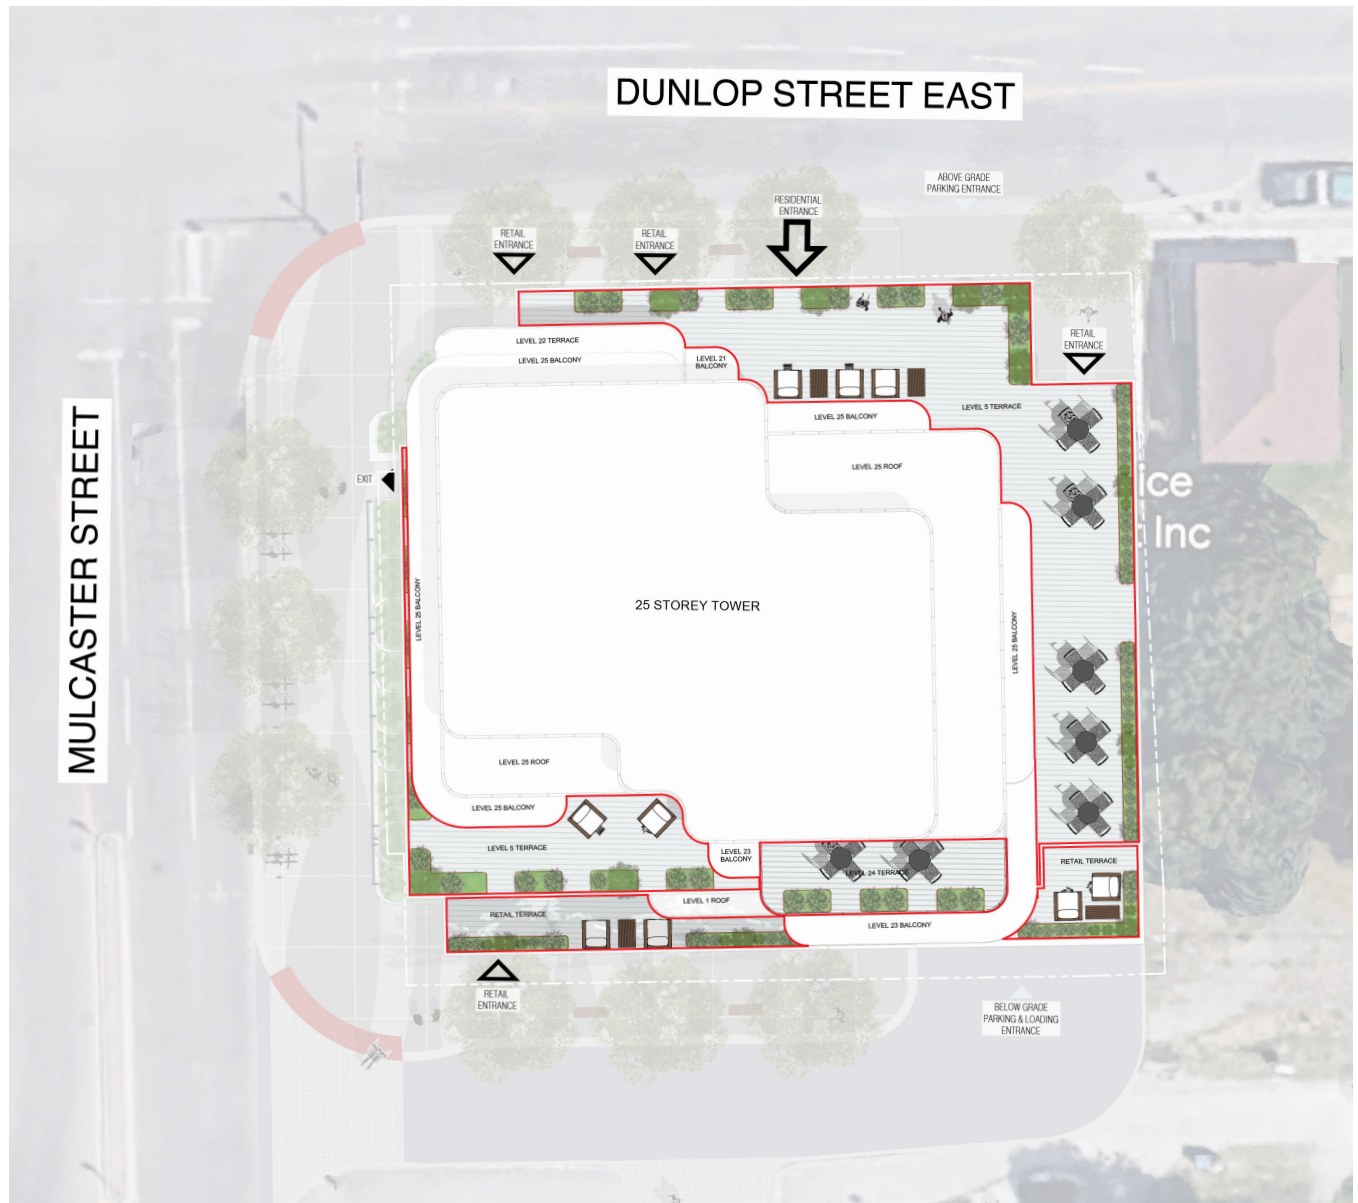 DUNLOP STREET EAST
ABOVE GRADE
PARKING ENTRANCE
RESIDENTIAL
ENTRANCE
RETAIL
ENTRANCE
RETAIL
ENTRANCE
RETAIL
ENTRANCE
LEVEL 22 TERRACE
LEVEL 25 BALCONY
LEVEL 21
BALCONY
LEVEL 25 BALCONY
LEVEL 5 TERRACE
LEVEL 25 ROOF
EXIT
MULCASTER STREET
ice
Inc
LEVEL 25 BALCONY
25 STOREY TOWER
LEVEL 25 BALCONY
LEVEL 25 ROOF
LEVEL 25 BALCONY
LEVEL 5 TERRACE
LEVEL 23
BALCONY
LEVEL 24 TERRACE
RETAIL TERRACE
LEVEL 1 ROOF
RETAIL TERRACE
LEVEL 23 BALCONY
RETAIL
ENTRANCE
BELOW GRADE
PARKING & LOADING
ENTRANCE